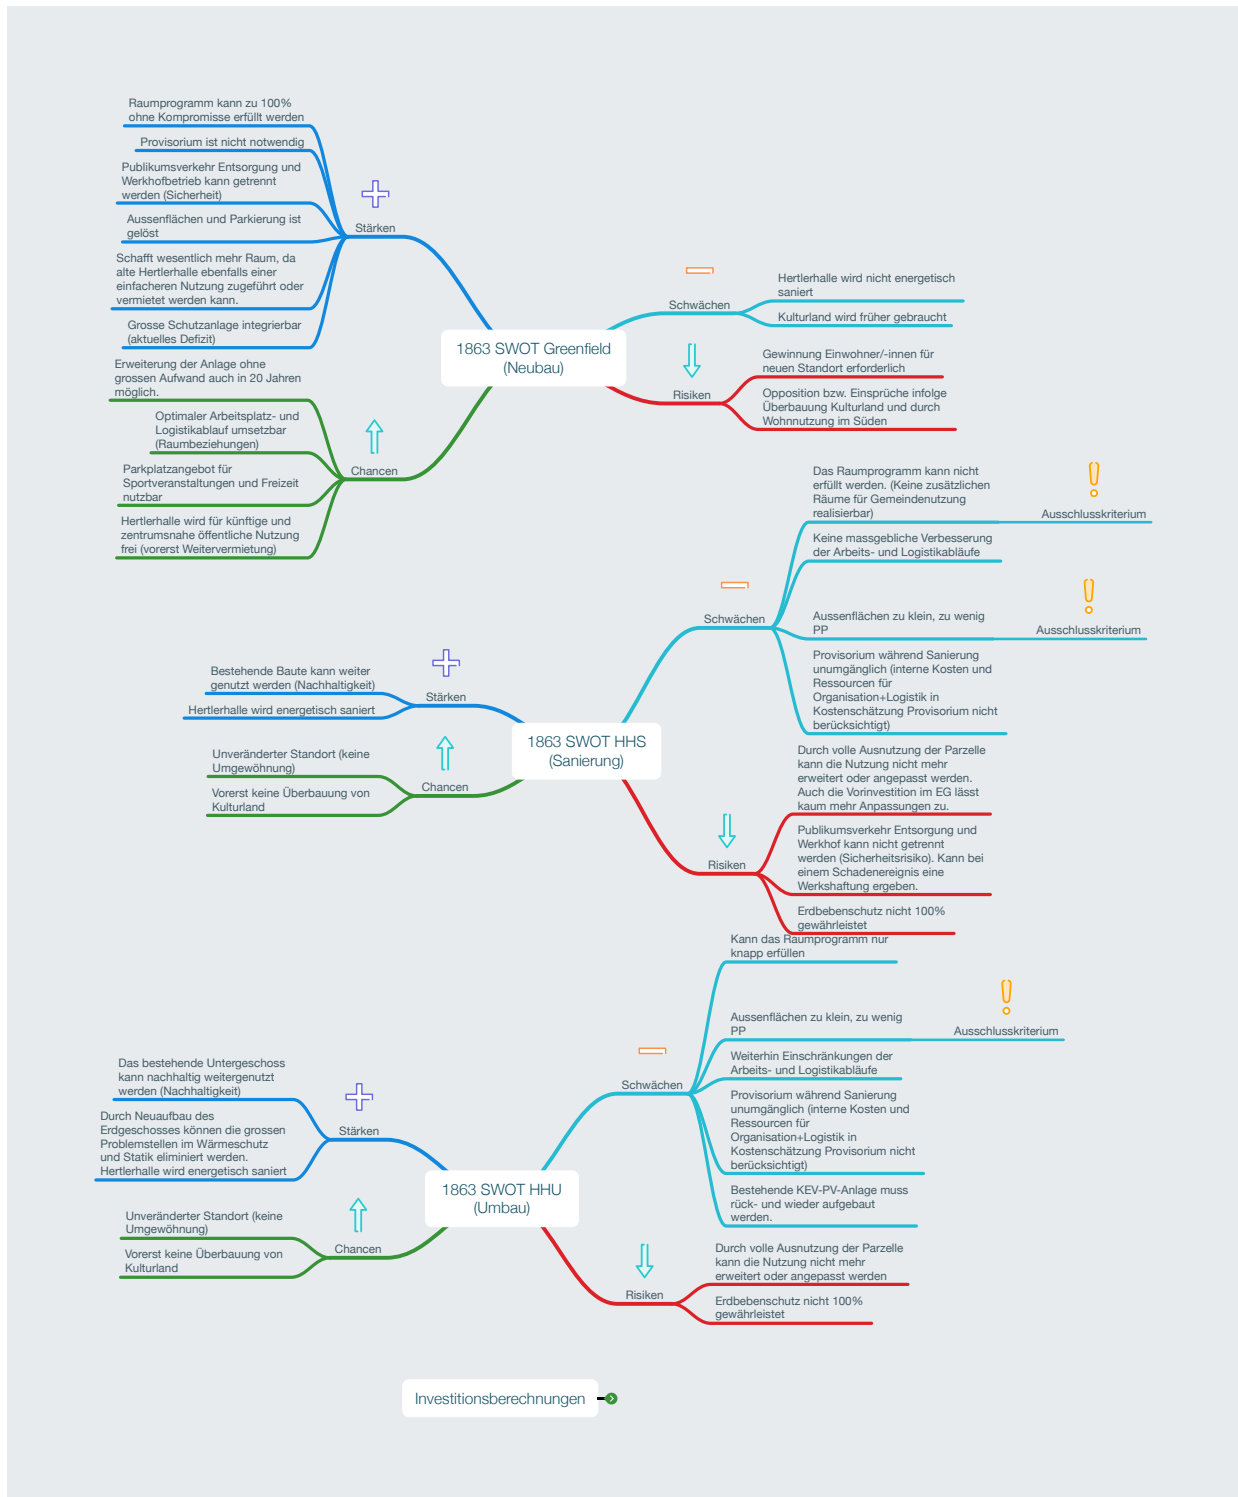 Raumprogramm kann zu 100%
ohne Kompromisse erfüllt werden
Provisorium ist nicht notwendig
Publikumsverkehr Entsorgung und
Werkhofbetrieb kann getrennt
werden (Sicherheit)
Aussenflächen und Parkierung ist
gelöst
Schafft wesentlich mehr Raum, da
alte Hertlerhalle ebenfalls einer
einfacheren Nutzung zugeführt oder
vermietet werden kann.
Grosse Schutzanlage integrierbar
(aktuelles Defizit)
Stärken
Erweiterung der Anlage ohne
grossen Aufwand auch in 20 Jahren
möglich.
Optimaler Arbeitsplatz- und
Logistikablauf umsetzbar
(Raumbeziehungen)
Parkplatzangebot für
Sportveranstaltungen und Freizeit
nutzbar
Hertlerhalle wird für künftige und
zentrumsnahe öffentliche Nutzung
frei (vorerst Weitervermietung)
Chancen
1863 SWOT Greenfield
(Neubau)
Schwächen
Hertlerhalle wird nicht energetisch
saniert
Kulturland wird früher gebraucht
Risiken
Gewinnung Einwohner/-innen für
neuen Standort erforderlich
Opposition bzw. Einsprüche infolge
Überbauung Kulturland und durch
Wohnnutzung im Süden
Bestehende Baute kann weiter
genutzt werden (Nachhaltigkeit)
Hertlerhalle wird energetisch saniert
Stärken
Unveränderter Standort (keine
Umgewöhnung)
Vorerst keine Überbauung von
Kulturland
Chancen
1863 SWOT HHS
(Sanierung)
Schwächen
Das Raumprogramm kann nicht
erfüllt werden. (Keine zusätzlichen
Räume für Gemeindenutzung
realisierbar)
Ausschlusskriterium
Keine massgebliche Verbesserung
der Arbeits- und Logistikabläufe
Aussenflächen zu klein, zu wenig
PP
Ausschlusskriterium
Provisorium während Sanierung
unumgänglich (interne Kosten und
Ressourcen für
Organisation+Logistik in
Kostenschätzung Provisorium nicht
berücksichtigt)
Risiken
Durch volle Ausnutzung der Parzelle
kann die Nutzung nicht mehr
erweitert oder angepasst werden.
Auch die Vorinvestition im EG lässt
kaum mehr Anpassungen zu.
Publikumsverkehr Entsorgung und
Werkhof kann nicht getrennt
werden (Sicherheitsrisiko). Kann bei
einem Schadenereignis eine
Werkshaftung ergeben.
Erdbebenschutz nicht 100%
gewährleistet
Das bestehende Untergeschoss
kann nachhaltig weitergenutzt
werden (Nachhaltigkeit)
Durch Neuaufbau des
Erdgeschosses können die grossen
Problemstellen im Wärmeschutz
und Statik eliminiert werden.
Hertlerhalle wird energetisch saniert
Stärken
Unveränderter Standort (keine
Umgewöhnung)
Vorerst keine Überbauung von
Kulturland
Chancen
1863 SWOT HHU
(Umbau)
Schwächen
Kann das Raumprogramm nur
knapp erfüllen
Aussenflächen zu klein, zu wenig
PP
Ausschlusskriterium
Weiterhin Einschränkungen der
Arbeits- und Logistikabläufe
Provisorium während Sanierung
unumgänglich (interne Kosten und
Ressourcen für
Organisation+Logistik in
Kostenschätzung Provisorium nicht
berücksichtigt)
Bestehende KEV-PV-Anlage muss
rück- und wieder aufgebaut
werden.
Risiken
Durch volle Ausnutzung der Parzelle
kann die Nutzung nicht mehr
erweitert oder angepasst werden
Erdbebenschutz nicht 100%
gewährleistet
Investitionsberechnungen